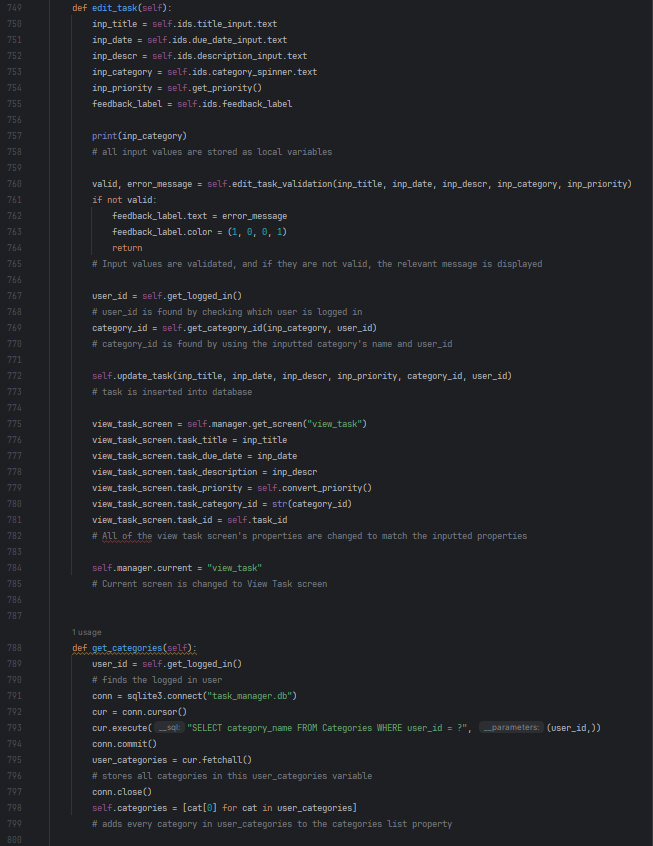 749 def edit_task(self):
750 inp_title = self.ids.title_input.text
751 inp_date = self.ids.due_date_input.text
752 inp_descr = self.ids.description_input.text
753 inp_category = self.ids.category_spinner.text
754 inp_priority = self.get_priority()
755 feedback_label = self.ids.feedback_label
756
757 print(inp_category)
758 # all input values are stored as local variables
759
760 valid, error_message = self.edit_task_validation(inp_title, inp_date, inp_descr, inp_category, inp_priority)
761 if not valid:
762 feedback_label.text = error_message
763 feedback_label.color = (1, 0, 0, 1)
764 return
765 # Input values are validated, and if they are not valid, the relevant message is displayed
766
767 user_id = self.get_logged_in()
768 # user_id is found by checking which user is logged in
769 category_id = self.get_category_id(inp_category, user_id)
770 # category_id is found by using the inputted category's name and user_id
771
772 self.update_task(inp_title, inp_date, inp_descr, inp_priority, category_id, user_id)
773 # task is inserted into database
774
775 view_task_screen = self.manager.get_screen("view_task")
776 view_task_screen.task_title = inp_title
777 view_task_screen.task_due_date = inp_date
778 view_task_screen.task_description = inp_descr
779 view_task_screen.task_priority = self.convert_priority()
780 view_task_screen.task_category_id = str(category_id)
781 view_task_screen.task_id = self.task_id
782 # All of the view task screen's properties are changed to match the inputted properties
783
784 self.manager.current = "view_task"
785 # Current screen is changed to View Task screen
786
787
1 usage
788 def get_categories(self):
789 user_id = self.get_logged_in()
790 # finds the logged in user
791 conn = sqlite3.connect("task_manager.db")
792 cur = conn.cursor()
793 cur.execute( __sql: "SELECT category_name FROM Categories WHERE user_id = ?", __parameters: (user_id,))
794 conn.commit()
795 user_categories = cur.fetchall()
796 # stores all categories in this user_categories variable
797 conn.close()
798 self.categories = [cat[0] for cat in user_categories]
799 # adds every category in user_categories to the categories list property
800